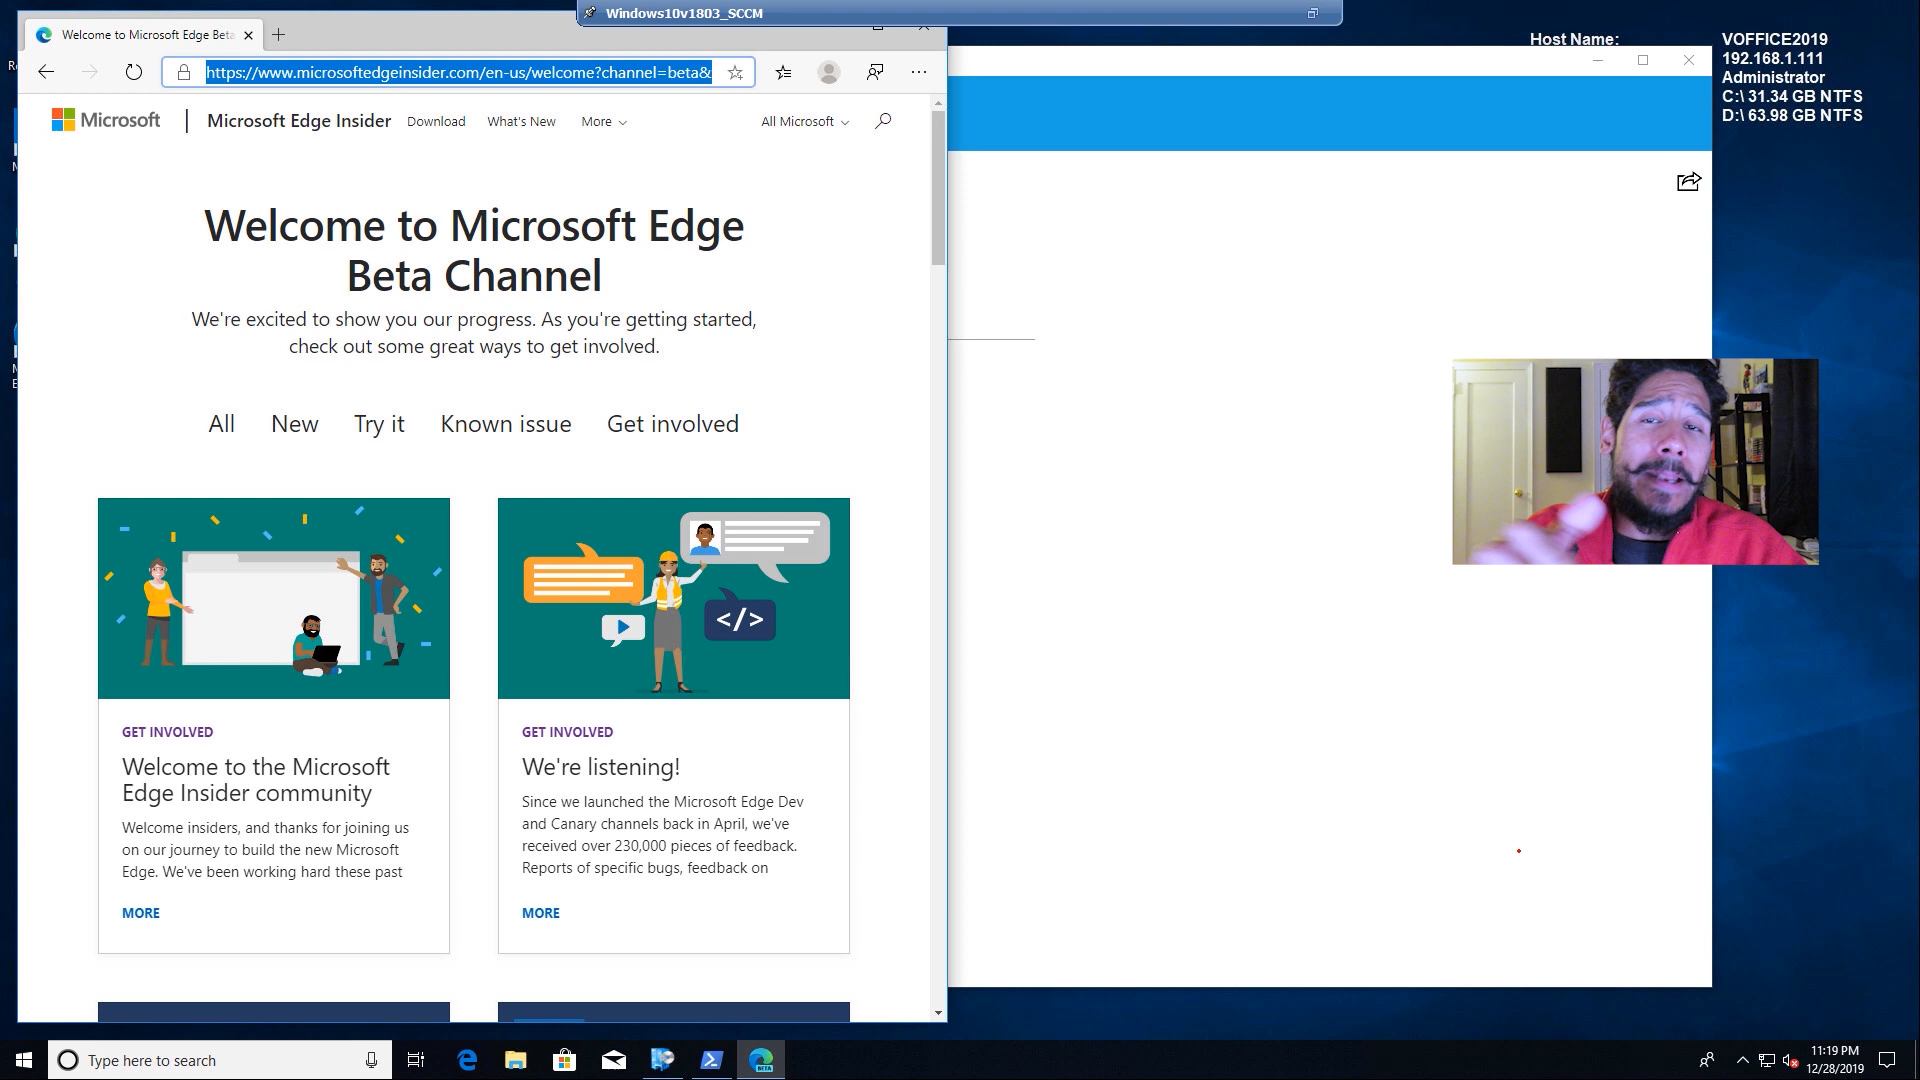 Windows10v1803_SCCM
Welcome to Microsoft Edge Beta
https://www.microsoftedgeinsider.com/en-us/welcome?channel=beta&
Microsoft
Microsoft Edge Insider
Download
What's New
More
All Microsoft
Welcome to Microsoft Edge
Beta Channel
We're excited to show you our progress. As you're getting started,
check out some great ways to get involved.
All
New
Try it
Known issue
Get involved
</>
GET INVOLVED
Welcome to the Microsoft
Edge Insider community
Welcome insiders, and thanks for joining us
on our journey to build the new Microsoft
Edge. We've been working hard these past
MORE
GET INVOLVED
We're listening!
Since we launched the Microsoft Edge Dev
and Canary channels back in April, we've
received over 230,000 pieces of feedback.
Reports of specific bugs, feedback on
MORE
Host Name:
VOFFICE2019
192.168.1.111
Administrator
C:\ 31.34 GB NTFS
D:\ 63.98 GB NTFS
Type here to search
BETA
11:19 PM
12/28/2019